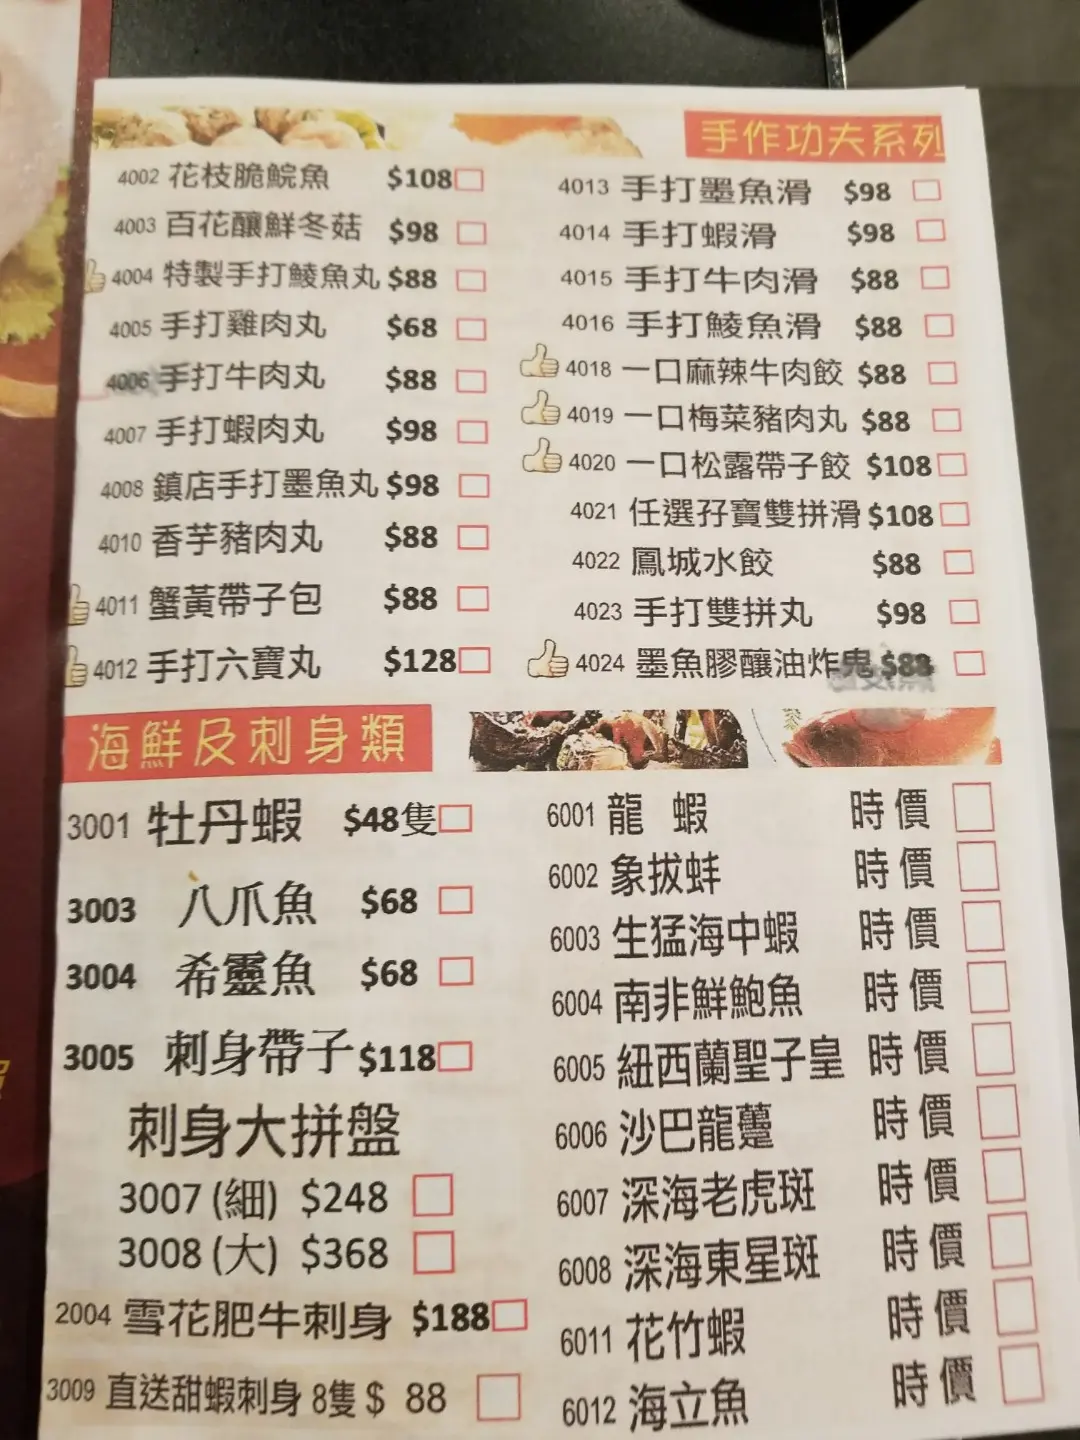 手作功夫系列
4002 花枝脆鯇魚 $108
4003 百花釀鮮冬菇 $98
4004 特製手打鯪魚丸 $88
4005 手打雞肉丸 $68
4006 手打牛肉丸 $88
4007 手打蝦肉丸 $98
4008 鎮店手打墨魚丸 $98
4010 香芋豬肉丸 $88
4011 蟹黃帶子包 $88
4012 手打六寶丸 $128
4013 手打墨魚滑 $98
4014 手打蝦滑 $98
4015 手打牛肉滑 $88
4016 手打鯪魚滑 $88
4018 一口麻辣牛肉餃 $88
4019 一口梅菜豬肉丸 $88
4020 一口松露帶子餃 $108
4021 任選孖寶雙拼滑 $108
4022 鳳城水餃 $88
4023 手打雙拼丸 $98
4024 墨魚膠釀油炸鬼 $88
海鮮及刺身類
3001 牡丹蝦 $48隻
3003 八爪魚 $68
3004 希靈魚 $68
3005 刺身帶子 $118
刺身大拼盤
3007 (細) $248
3008 (大) $368
2004 雪花肥牛刺身 $188
3009 直送甜蝦刺身 8隻 $ 88
6001 龍 蝦 時價
6002 象拔蚌 時價
6003 生猛海中蝦 時價
6004 南非鮮鮑魚 時價
6005 紐西蘭聖子皇 時價
6006 沙巴龍躉 時價
6007 深海老虎斑 時價
6008 深海東星斑 時價
6011 花竹蝦 時價
6012 海立魚 時價